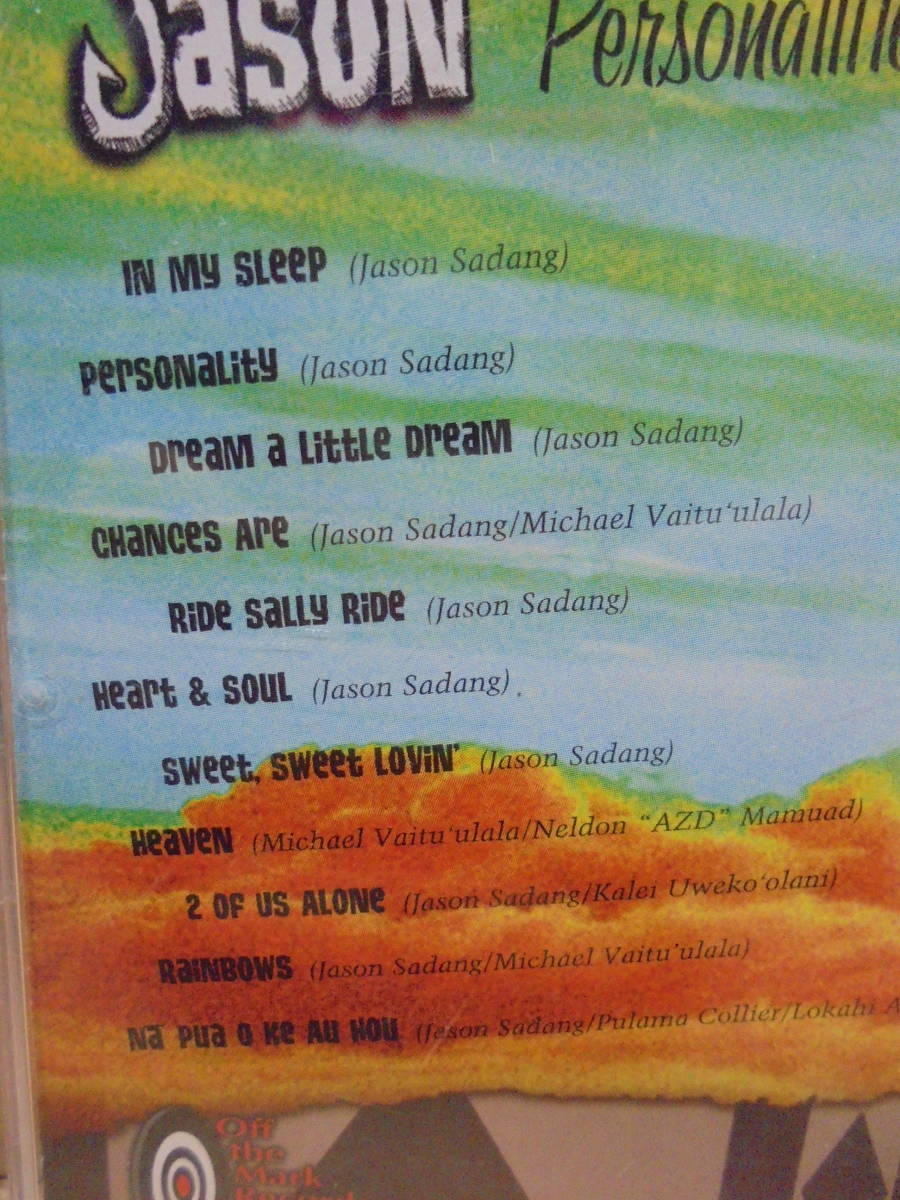 Jason
IN MY SLEEP (Jason Sadang)
PERSONALITY (Jason Sadang)
DREAM A LITTLE DREAM (Jason Sadang)
CHANCES ARE (Jason Sadang/Michael Vaitu‘ulala)
RIDE SALLY RIDE (Jason Sadang)
HEART & SOUL (Jason Sadang)
SWEET, SWEET LOVIN’ (Jason Sadang)
HEAVEN (Michael Vaitu‘ulala/Neldon “AZD” Mamuad)
2 OF US ALONE (Jason Sadang/Kalei Uweko‘olani)
RAINBOWS (Jason Sadang/Michael Vaitu’ulala)
NA PUA O KE AU HOU (Jason Sadang/Pulama Collier/Lokahi A
Off
the
Mark